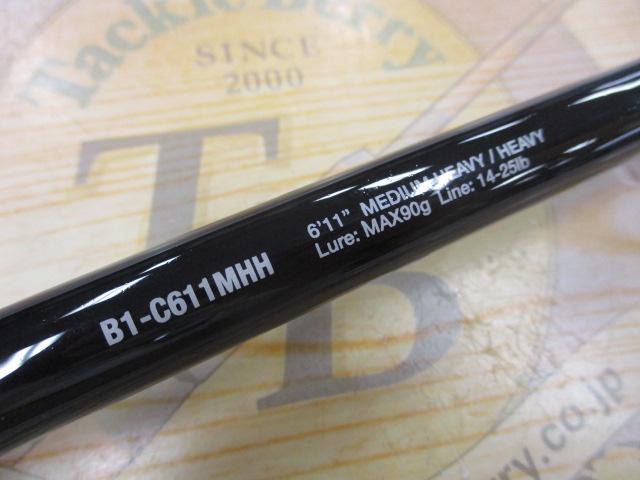 Tackle Berry
SINCE
2000
TB
B1-C611MHH
6'11" MEDIUM HEAVY / HEAVY
Lure: MAX90g Line: 14-25lb
rry.co.jp